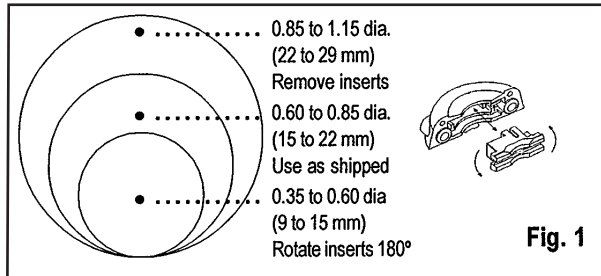 0.85 to 1.15 dia.
(22 to 29 mm)
Remove inserts
0.60 to 0.85 dia.
(15 to 22 mm)
Use as shipped
0.35 to 0.60 dia
(9 to 15 mm)
Rotate inserts 180º
Fig. 1